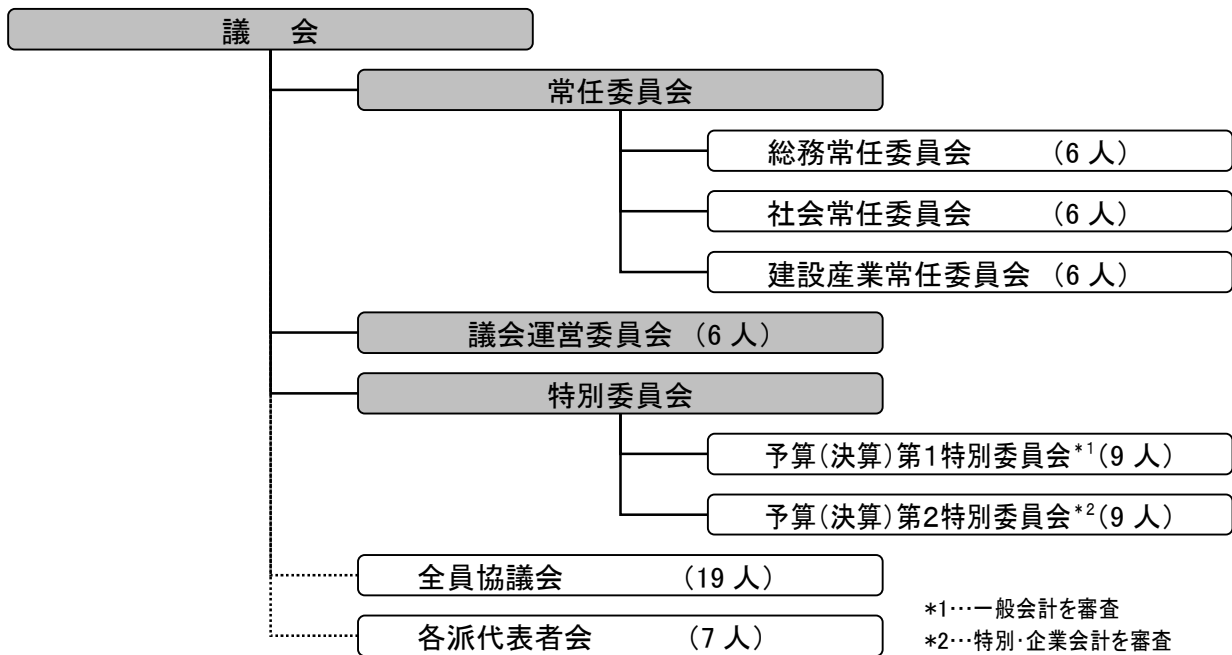 議 会
常任委員会
総務常任委員会 (6 人)
社会常任委員会 (6 人)
建設産業常任委員会 (6 人)
議会運営委員会 (6 人)
特別委員会
予算(決算)第1特別委員会*1(9 人)
予算(決算)第2特別委員会*2(9 人)
全員協議会 (19 人)
各派代表者会 (7 人)
*1…一般会計を審査
*2…特別・企業会計を審査